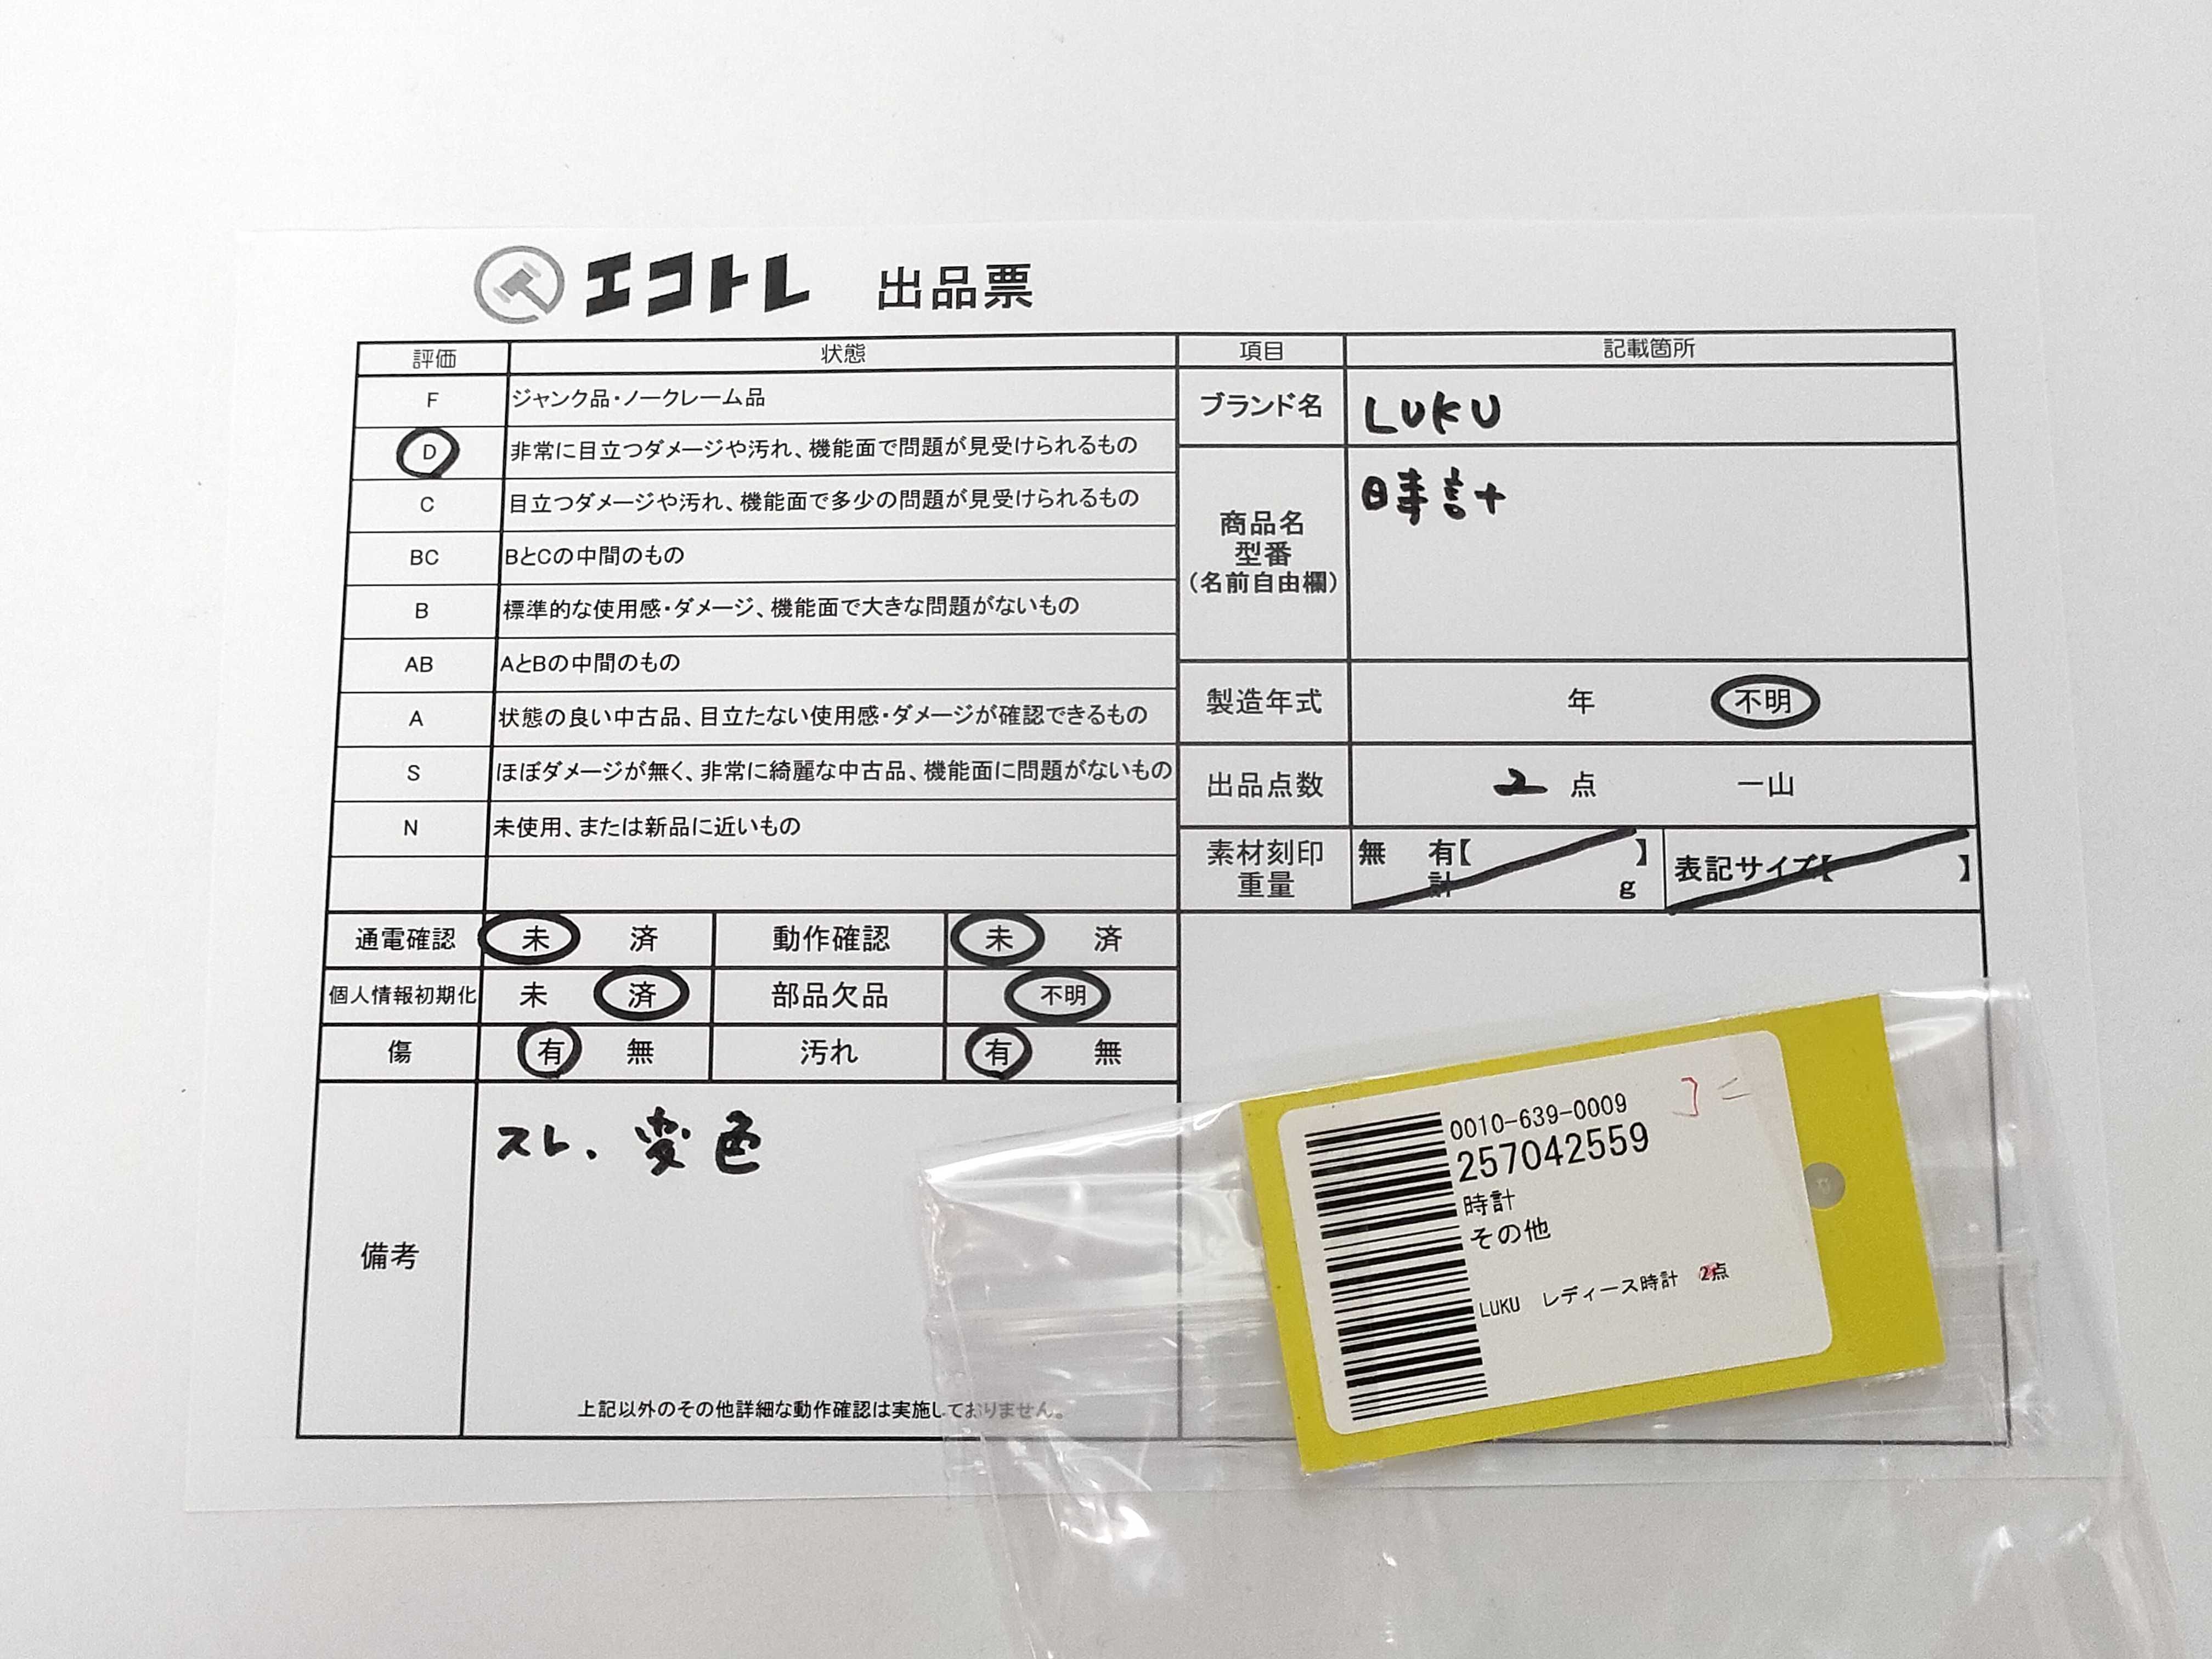 エコトレ 出品票
評価 状態 項目 記載箇所
F ジャンク品・ノークレーム品
D 非常に目立つダメージや汚れ、機能面で問題が見受けられるもの
C 目立つダメージや汚れ、機能面で多少の問題が見受けられるもの
BC BとCの中間のもの
B 標準的な使用感・ダメージ、機能面で大きな問題がないもの
AB AとBの中間のもの
A 状態の良い中古品、目立たない使用感・ダメージが確認できるもの
S ほぼダメージが無く、非常に綺麗な中古品、機能面に問題がないもの
N 未使用、または新品に近いもの
ブランド名 LUKU
商品名
型番
(名前自由欄)
時計
製造年式 年 不明
出品点数 2 点 一山
素材刻印
重量
無 有【 】
計 g
表記サイズ【 】
通電確認 未 済 動作確認 未 済
個人情報初期化 未 済 部品欠品 不明
傷 有 無 汚れ 有 無
備考
スレ、変色
上記以外のその他詳細な動作確認は実施しておりません。
0010-639-0009
257042559
時計
その他
LUKU レディース時計 2点